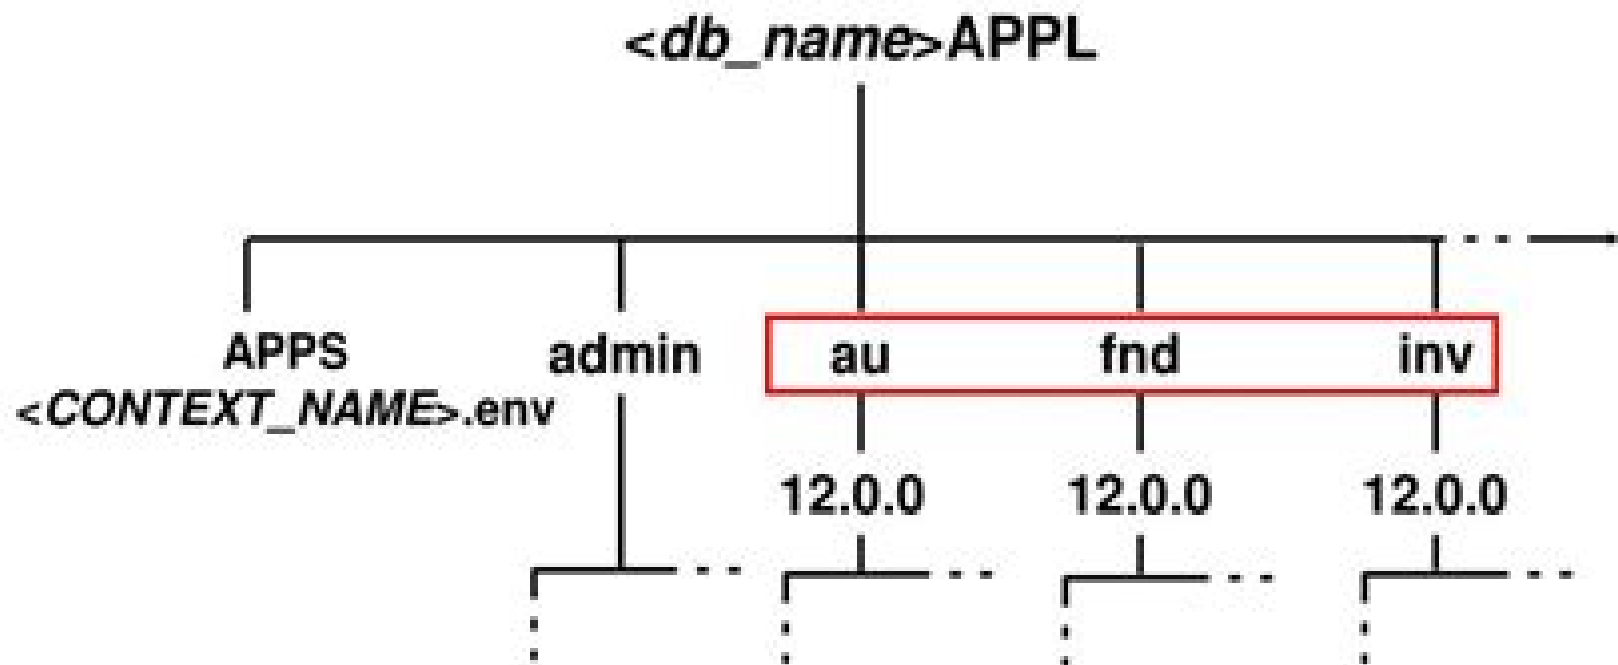 <db_name>APPL
APPS
<CONTEXT_NAME>.env
admin
au
fnd
inv
12.0.0
12.0.0
12.0.0